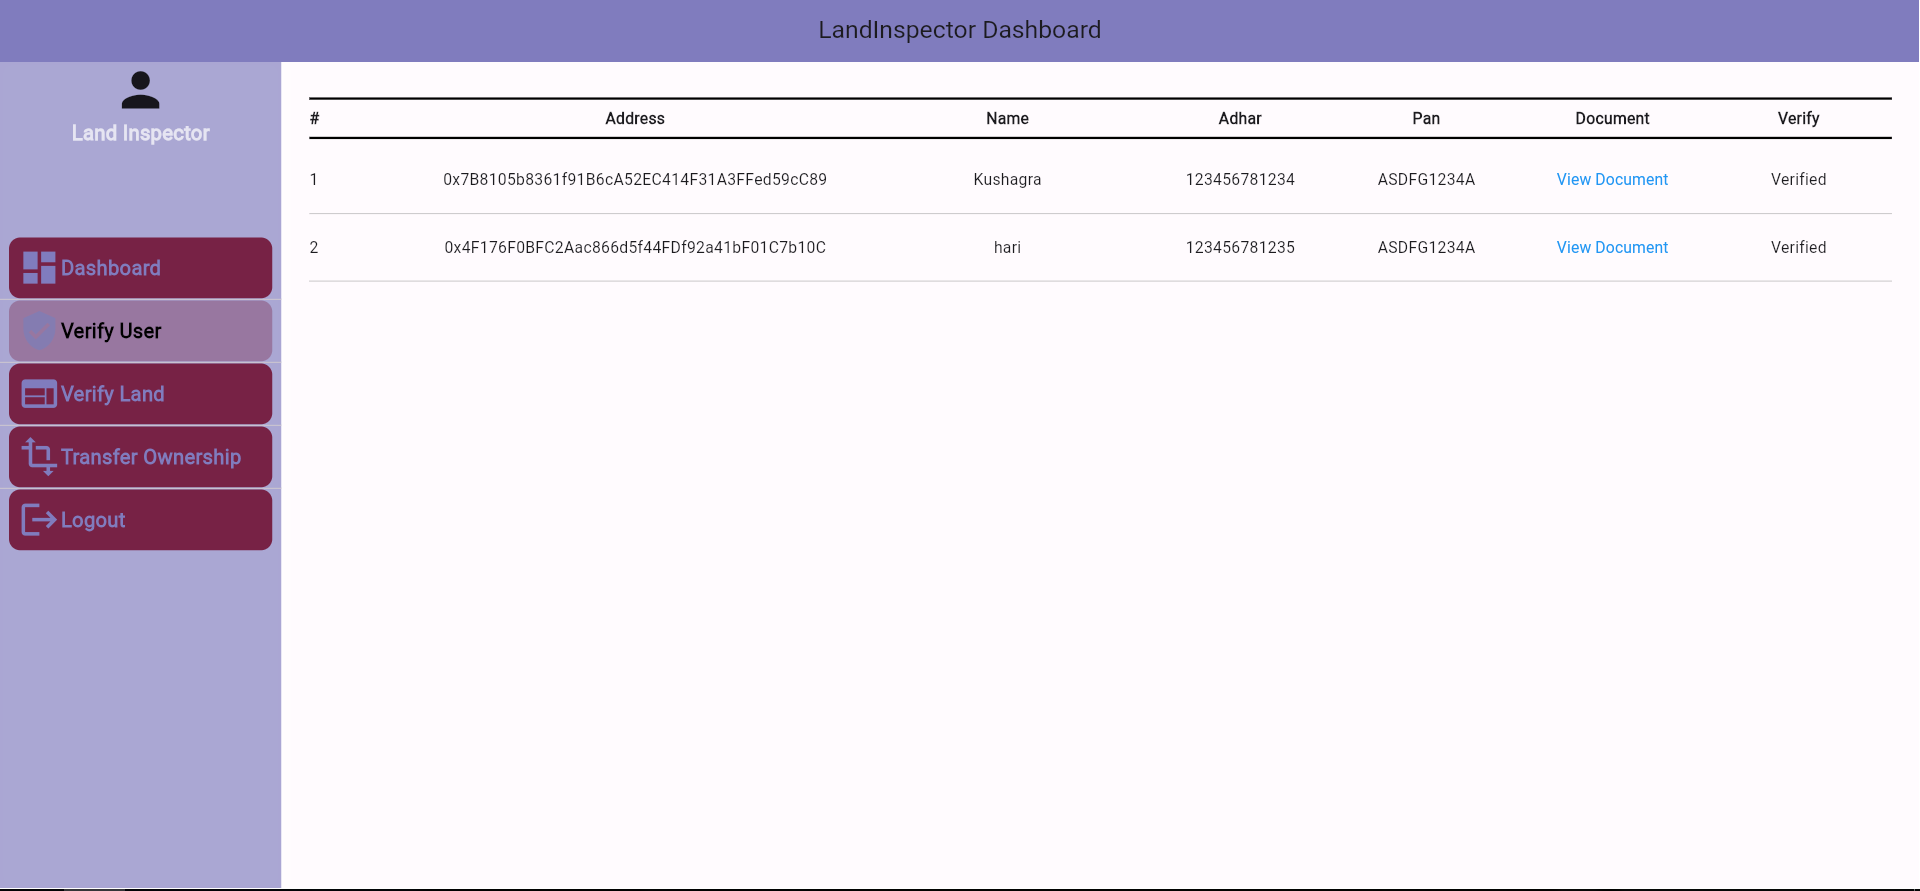 LandInspector Dashboard
Land Inspector
Dashboard
Verify User
Verify Land
Transfer Ownership
Logout
# Address Name Adhar Pan Document Verify
1 0x7B8105b8361f91B6cA52EC414F31A3FFed59cC89 Kushagra 123456781234 ASDFG1234A View Document Verified
2 0x4F176F0BFC2Aac866d5f44FDf92a41bF01C7b10C hari 123456781235 ASDFG1234A View Document Verified